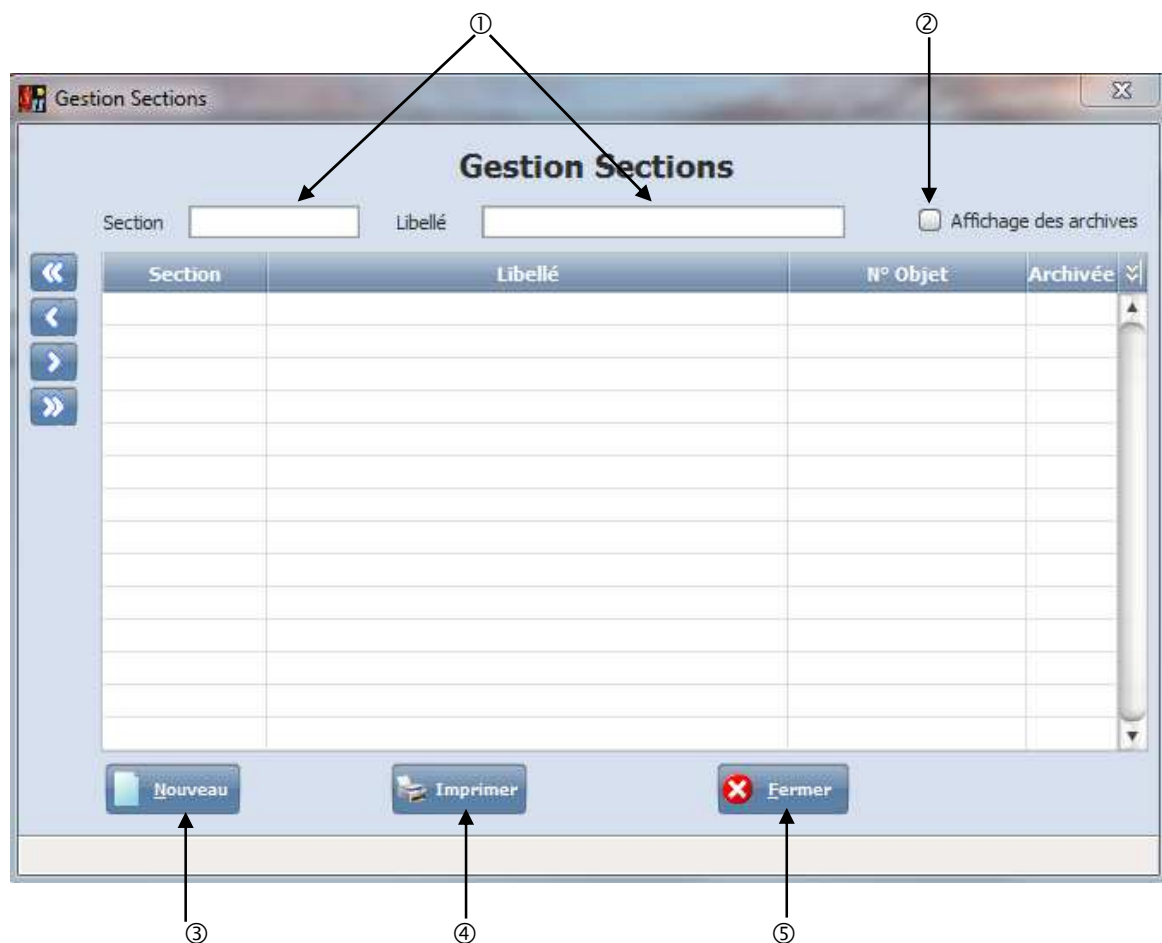 ① ②
Gestion Sections
Gestion Sections
Section Libellé Affichage des archives
Section Libellé N° Objet Archivée
Nouveau Imprimer Fermer
③ ④ ⑤